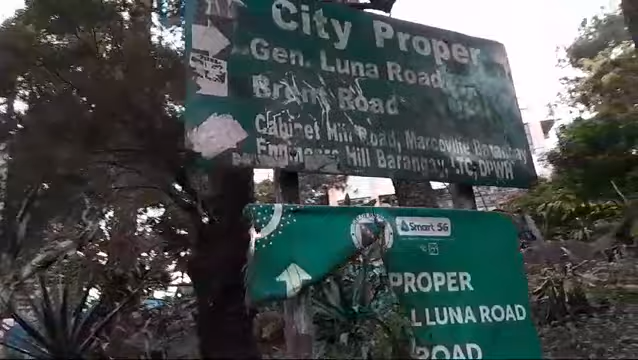 City Proper
Gen. Luna Road
Brent Road
Cabinet Hill Road, Marcoville Barangay
Engineers Hill Barangay, LTC, DPWH
Smart 5G
PROPER
LUNA ROAD
ROAD